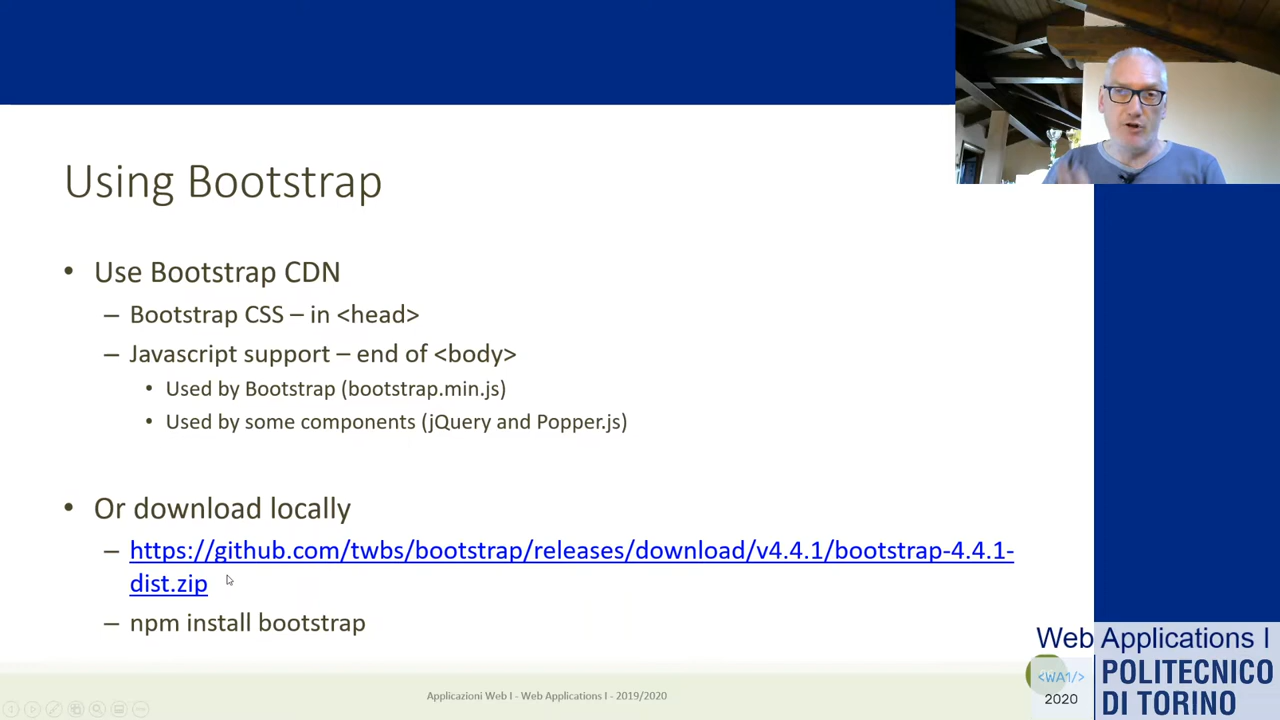 Using Bootstrap
• Use Bootstrap CDN
– Bootstrap CSS – in <head>
– Javascript support – end of <body>
• Used by Bootstrap (bootstrap.min.js)
• Used by some components (jQuery and Popper.js)
• Or download locally
– https://github.com/twbs/bootstrap/releases/download/v4.4.1/bootstrap-4.4.1-
dist.zip
– npm install bootstrap
Applicazioni Web I - Web Applications I - 2019/2020
Web Applications I
<WA1/>
2020
POLITECNICO
DI TORINO